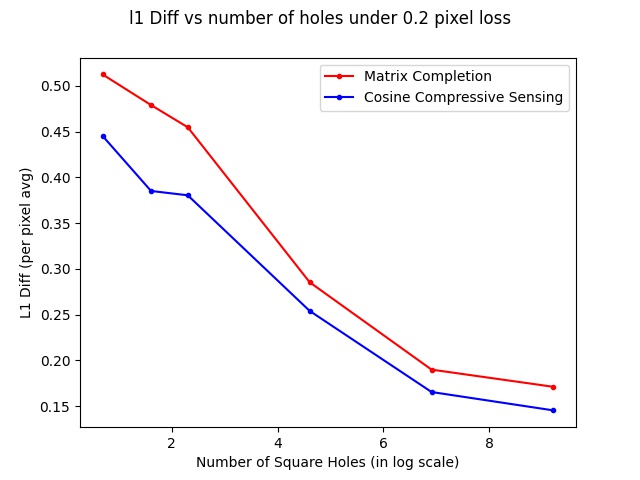 l1 Diff vs number of holes under 0.2 pixel loss
Matrix Completion
Cosine Compressive Sensing
L1 Diff (per pixel avg)
0.50
0.45
0.40
0.35
0.30
0.25
0.20
0.15
2 4 6 8
Number of Square Holes (in log scale)